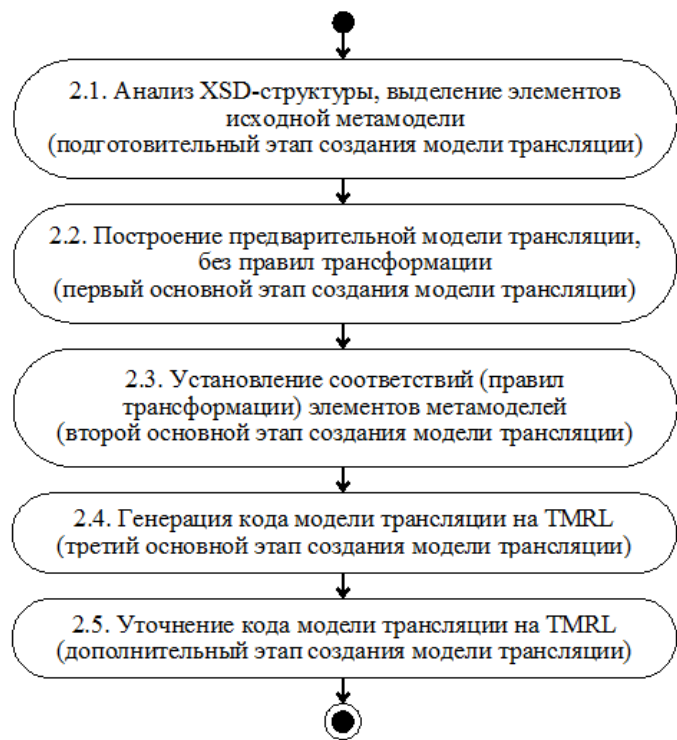 2.1. Анализ XSD-структуры, выделение элементов
исходной метамодели
(подготовительный этап создания модели трансляции)
2.2. Построение предварительной модели трансляции,
без правил трансформации
(первый основной этап создания модели трансляции)
2.3. Установление соответствий (правил
трансформации) элементов метамоделей
(второй основной этап создания модели трансляции)
2.4. Генерация кода модели трансляции на TMRL
(третий основной этап создания модели трансляции)
2.5. Уточнение кода модели трансляции на TMRL
(дополнительный этап создания модели трансляции)